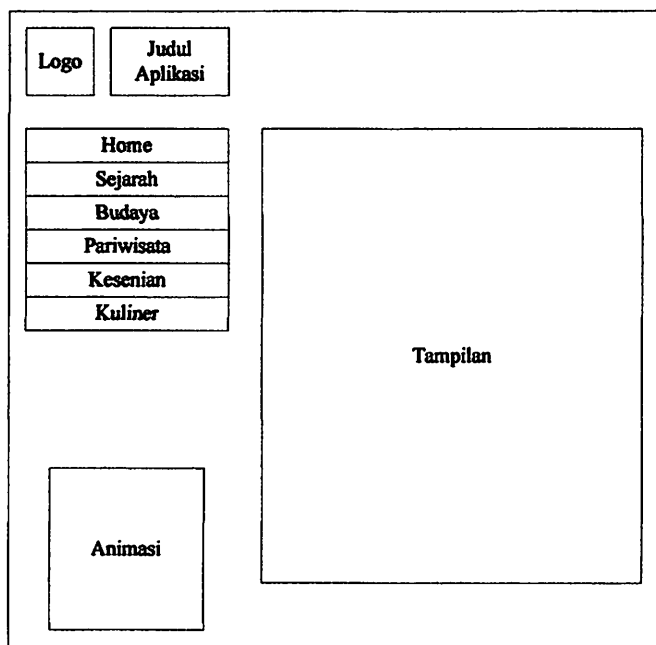 Logo
Judul
Aplikasi
Home
Sejarah
Budaya
Pariwisata
Kesenian
Kuliner
Tampilan
Animasi